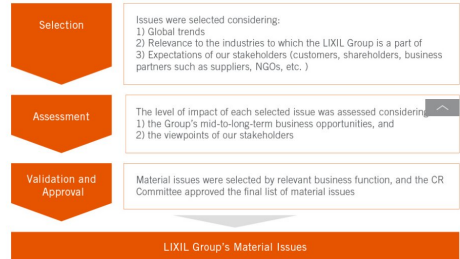 Selection
Issues were selected considering:
1) Global trends
2) Relevance to the industries to which the LIXIL Group is a part of
3) Expectations of our stakeholders (customers, shareholders, business
partners such as suppliers, NGOs, etc. )
Assessment
The level of impact of each selected issue was assessed considering
1) the Group's mid-to-long-term business opportunities, and
2) the viewpoints of our stakeholders
Validation and
Approval
Material issues were selected by relevant business function, and the CR
Committee approved the final list of material issues
LIXIL Group's Material Issues